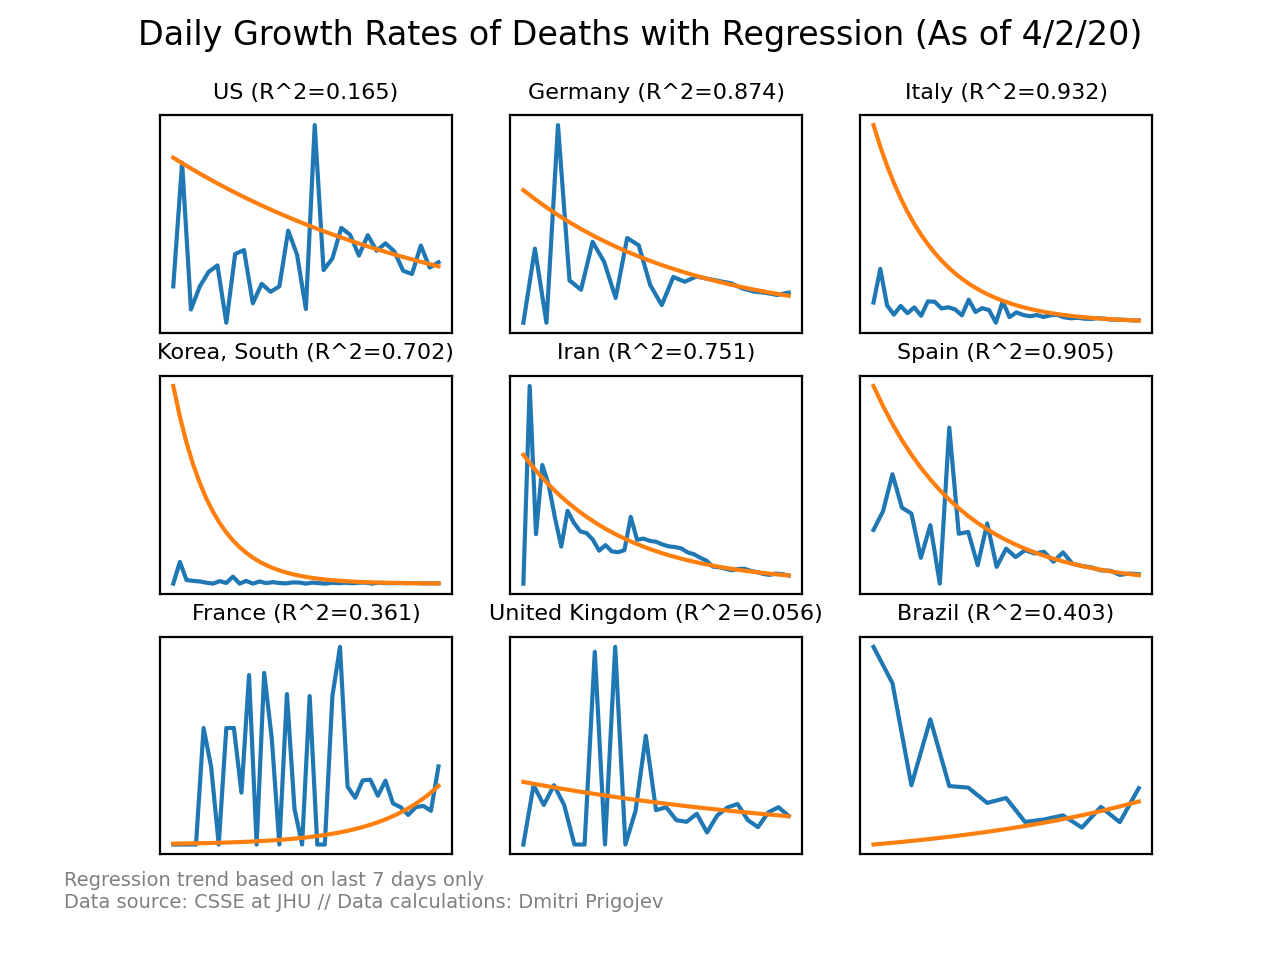 Daily Growth Rates of Deaths with Regression (As of 4/2/20)
US (R^2=0.165)
Germany (R^2=0.874)
Italy (R^2=0.932)
Korea, South (R^2=0.702)
Iran (R^2=0.751)
Spain (R^2=0.905)
France (R^2=0.361)
United Kingdom (R^2=0.056)
Brazil (R^2=0.403)
Regression trend based on last 7 days only
Data source: CSSE at JHU // Data calculations: Dmitri Prigojev